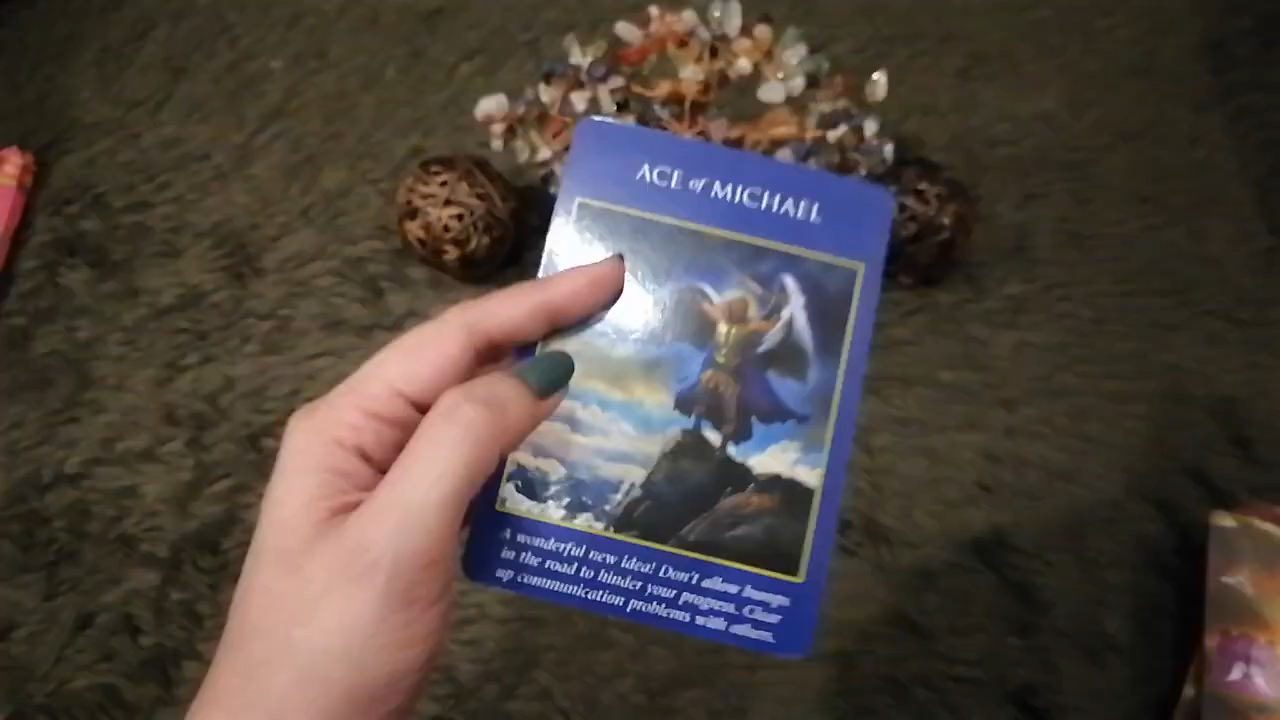 ACE of MICHAEL
A wonderful new idea! Don't allow bumps
in the road to hinder your progress. Clear
up communication problems with others.